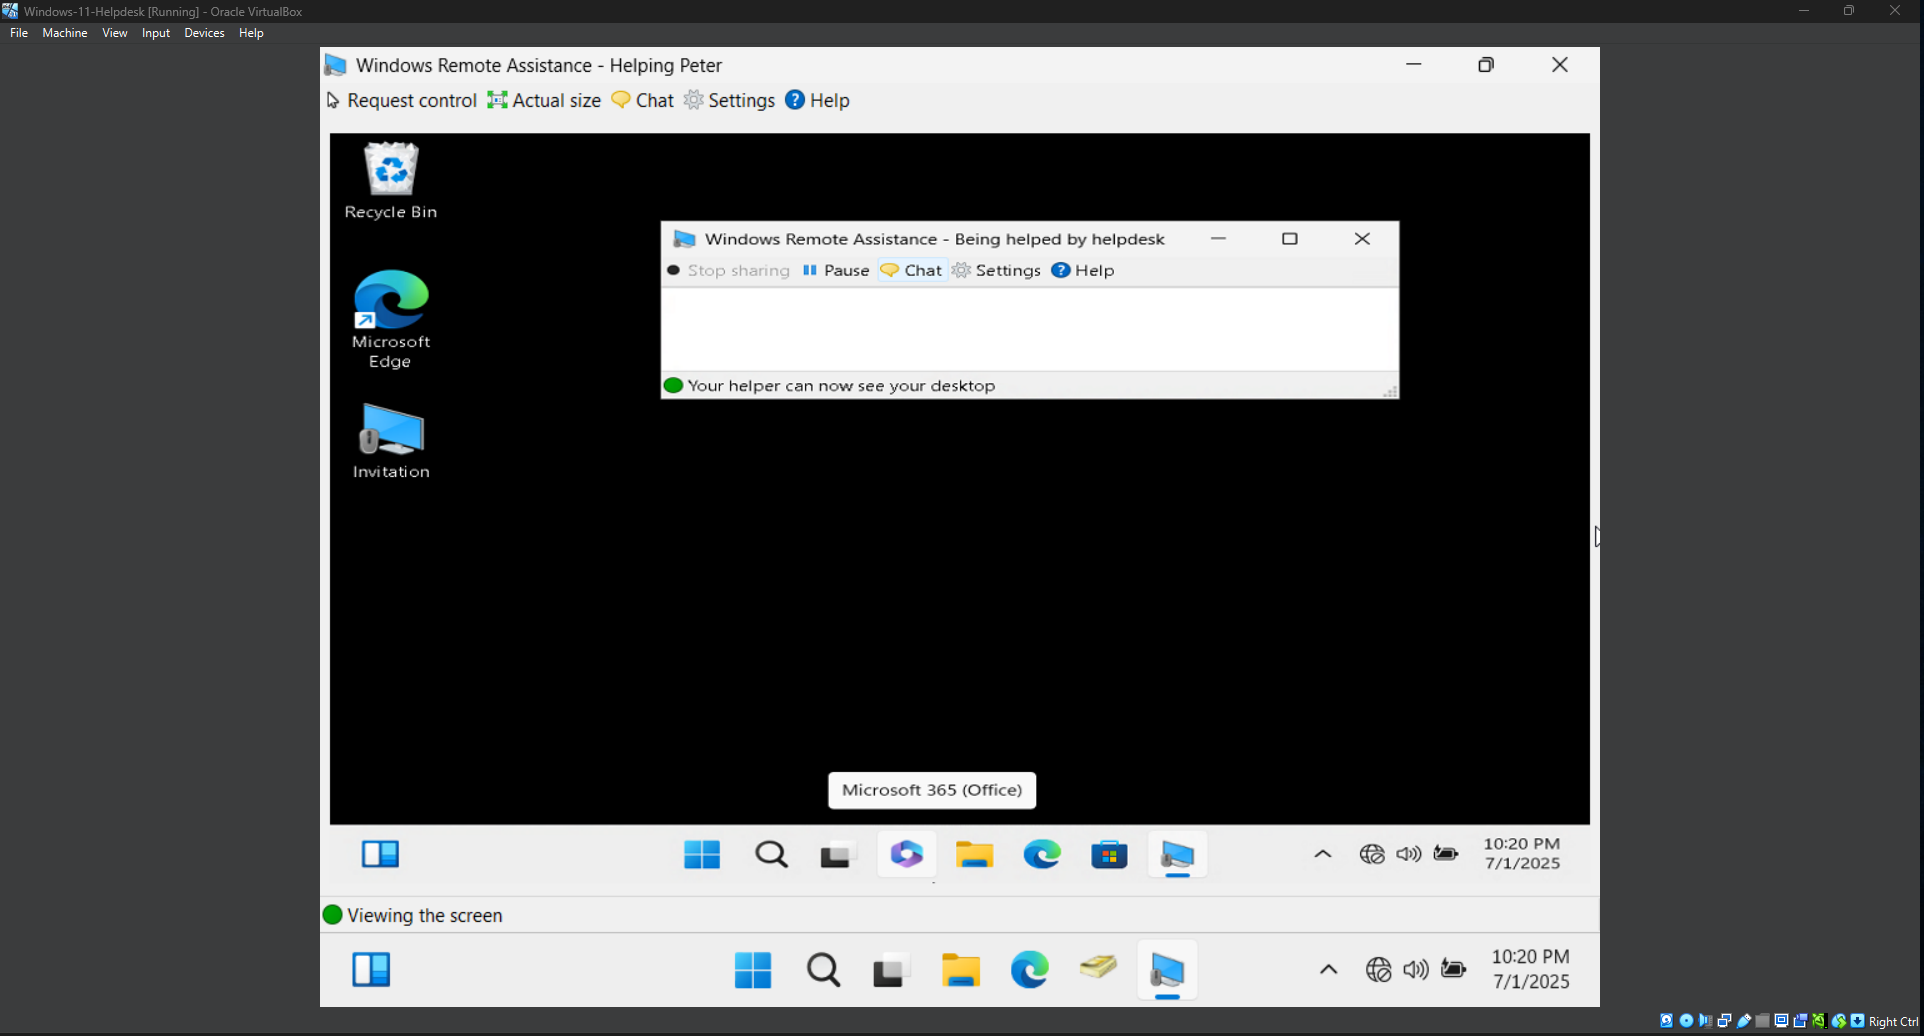 Windows-11-Helpdesk [Running] - Oracle VirtualBox
File Machine View Input Devices Help
Windows Remote Assistance - Helping Peter
Request control Actual size Chat Settings Help
Recycle Bin
Windows Remote Assistance - Being helped by helpdesk
Stop sharing Pause Chat Settings Help
Microsoft
Edge
Your helper can now see your desktop
Invitation
Microsoft 365 (Office)
10:20 PM
7/1/2025
Viewing the screen
10:20 PM
7/1/2025
Right Ctrl